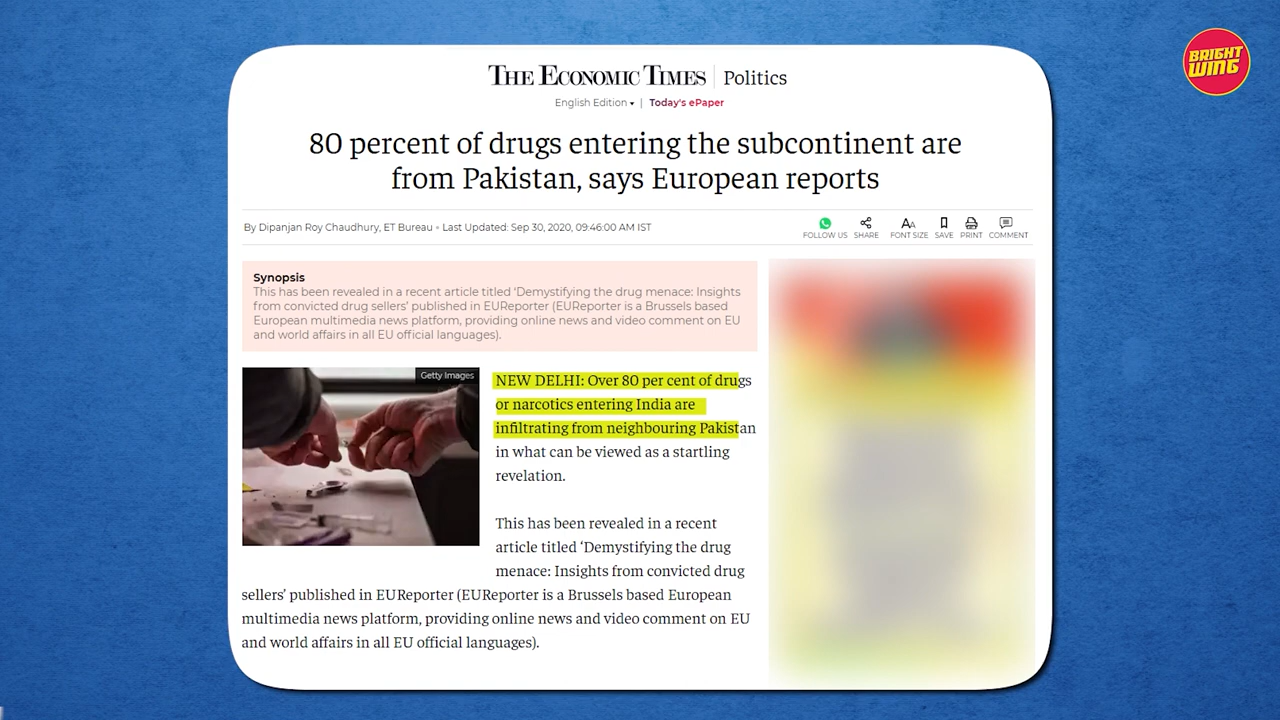 BRIGHT
WING
THE ECONOMIC TIMES | Politics
English Edition ▾ | Today's ePaper
80 percent of drugs entering the subcontinent are
from Pakistan, says European reports
By Dipanjan Roy Chaudhury, ET Bureau • Last Updated: Sep 30, 2020, 09:46:00 AM IST
FOLLOW US SHARE FONT SIZE SAVE PRINT COMMENT
Synopsis
This has been revealed in a recent article titled 'Demystifying the drug menace: Insights
from convicted drug sellers' published in EUReporter (EUReporter is a Brussels based
European multimedia news platform, providing online news and video comment on EU
and world affairs in all EU official languages).
Getty Images
NEW DELHI: Over 80 per cent of drugs
or narcotics entering India are
infiltrating from neighbouring Pakistan
in what can be viewed as a startling
revelation.
This has been revealed in a recent
article titled ‘Demystifying the drug
menace: Insights from convicted drug
sellers’ published in EUReporter (EUReporter is a Brussels based European
multimedia news platform, providing online news and video comment on EU
and world affairs in all EU official languages).